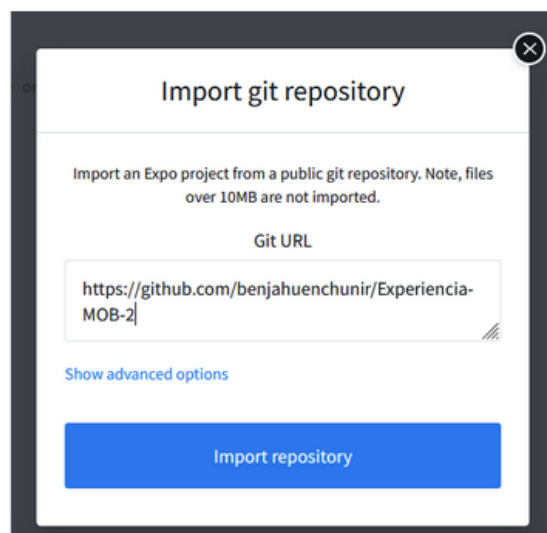 Import git repository
Import an Expo project from a public git repository. Note, files
over 10MB are not imported.
Git URL
https://github.com/benjahuenchunir/Experiencia-
MOB-2
Show advanced options
Import repository